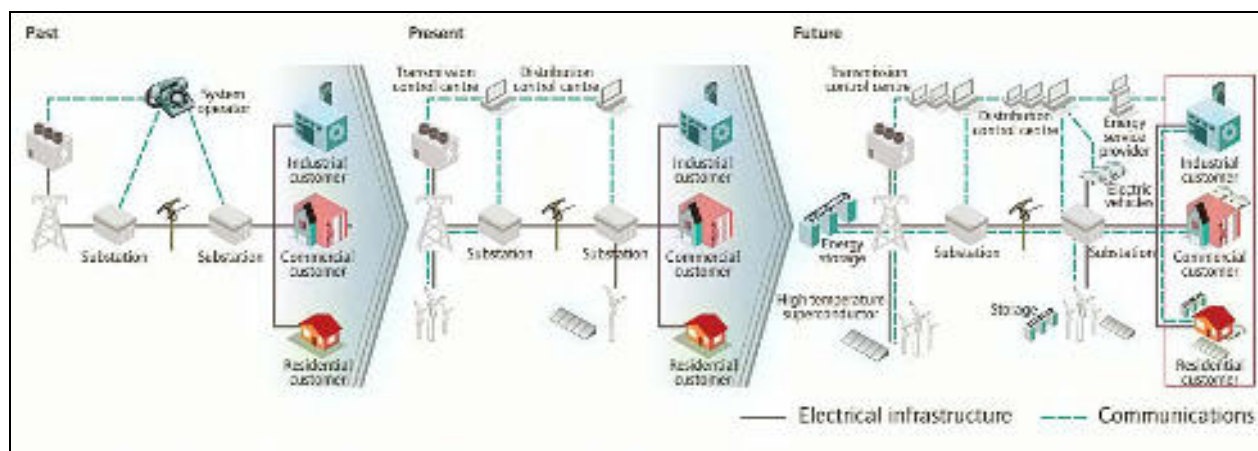 Past
System
operator
Substation
Substation
Industrial
customer
Commercial
customer
Residential
customer
Present
Transmission
control centre
Distribution
control centre
Substation
Substation
Industrial
customer
Commercial
customer
Residential
customer
Future
Transmission
control centre
Distribution
control centre
Energy
service
provider
Electric
vehicles
Energy
storage
Substation
Substation
High temperature
superconductor
Storage
Industrial
customer
Commercial
customer
Residential
customer
Electrical infrastructure
Communications